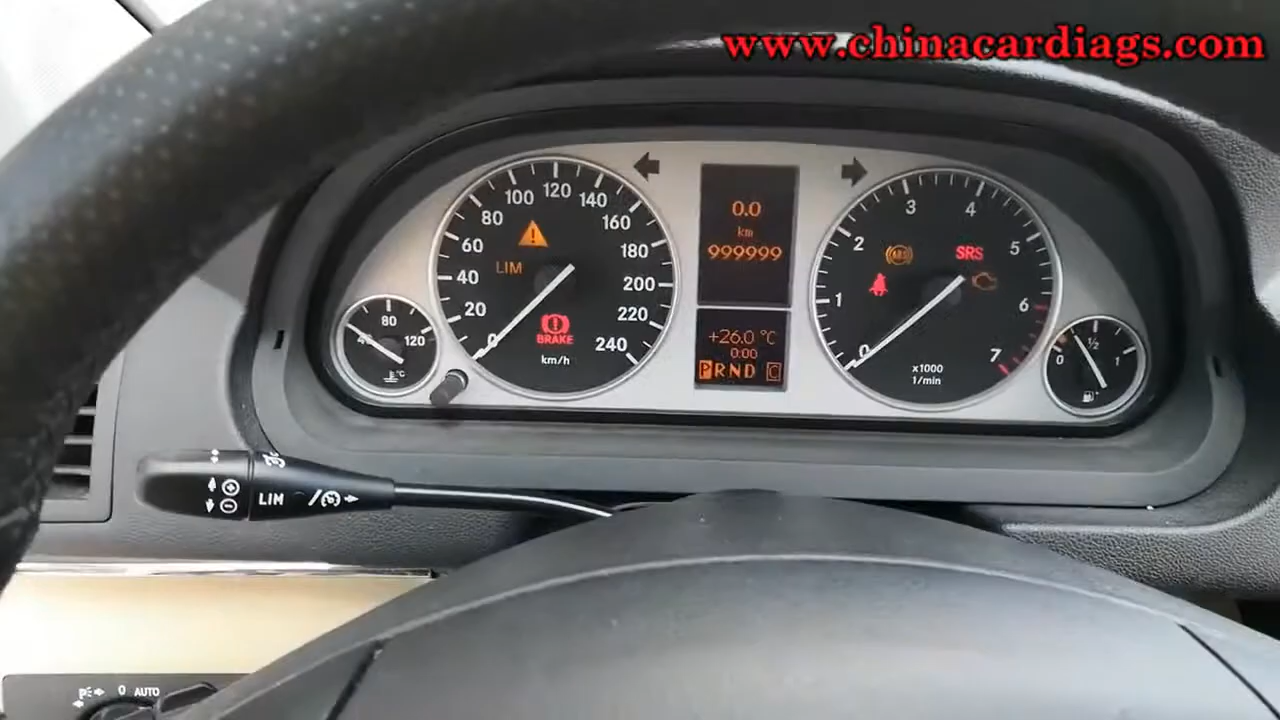 www.chinacardiags.com
0 20 40 60 80 100 120 140 160 180 200 220 240
LIM
BRAKE
km/h
80
40 120
°C
0.0
km
999999
+26.0 °C
0:00
PRND C
0 1 2 3 4 5 6 7
ABS
SRS
x1000
1/min
0 ½ 1
LIM
0 AUTO